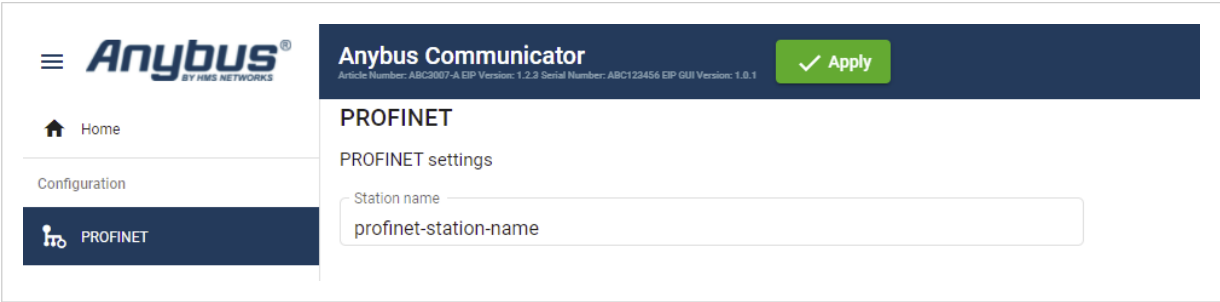 Anybus®
BY HMS NETWORKS
Anybus Communicator
Article Number: ABC3007-A EIP Version: 1.2.3 Serial Number: ABC123456 EIP GUI Version: 1.0.1
Apply
Home
Configuration
PROFINET
PROFINET
PROFINET settings
Station name
profinet-station-name